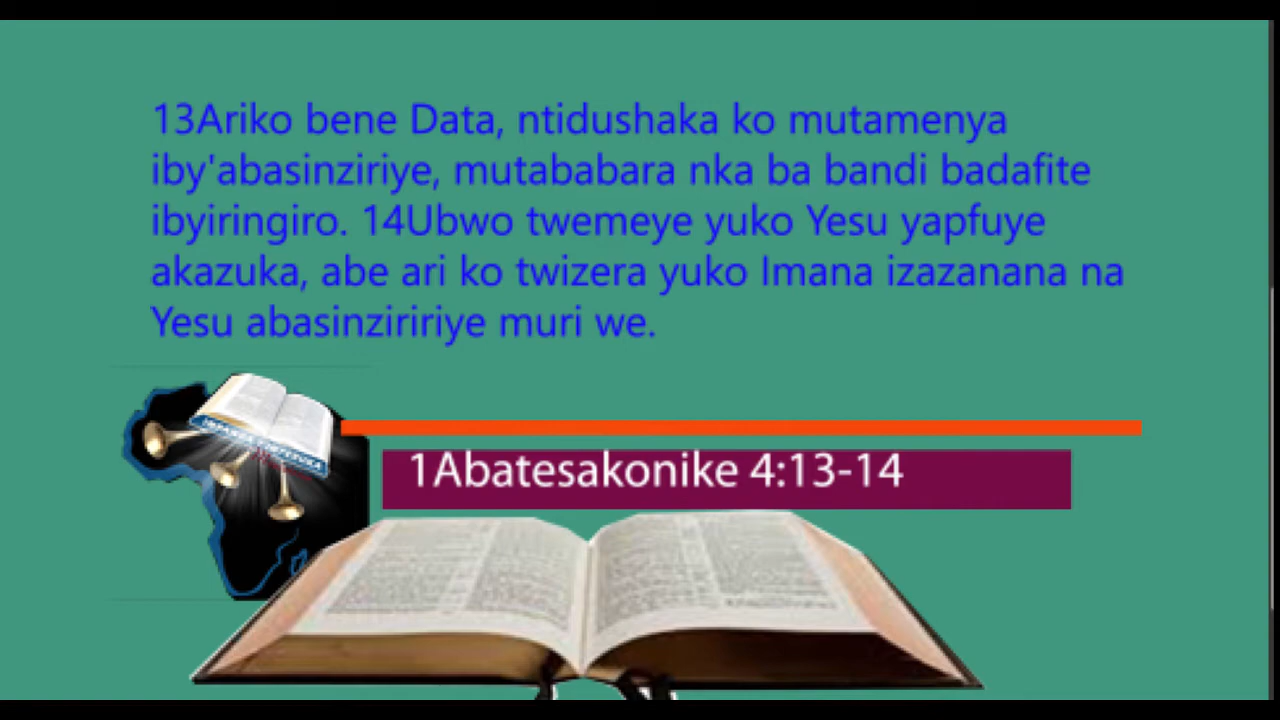 13Ariko bene Data, ntidushaka ko mutamenya
iby'abasinziriye, mutababara nka ba bandi badafite
ibyiringiro. 14Ubwo twemeye yuko Yesu yapfuye
akazuka, abe ari ko twizera yuko Imana izazanana na
Yesu abasinziririye muri we.
1Abatesakonike 4:13-14